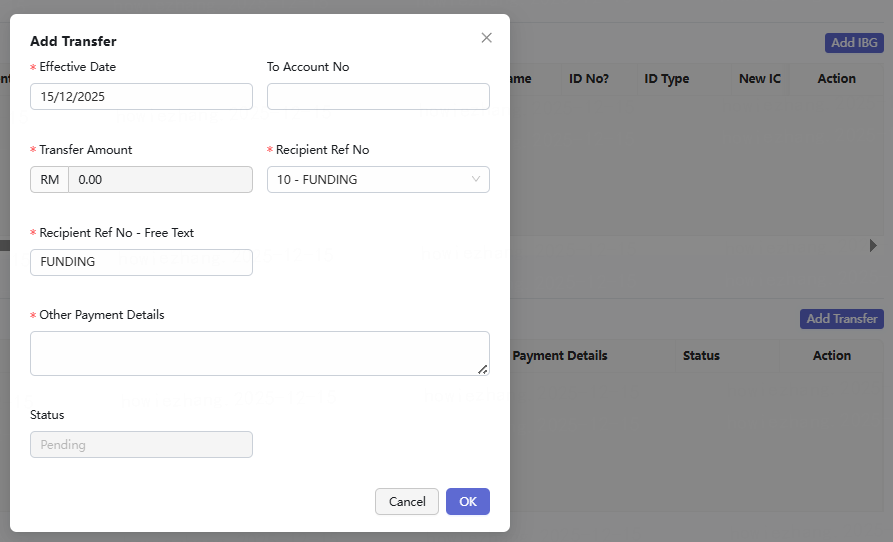 Add Transfer
* Effective Date
To Account No
15/12/2025
* Transfer Amount
* Recipient Ref No
RM 0.00
10 - FUNDING
* Recipient Ref No - Free Text
FUNDING
* Other Payment Details
Status
Pending
Cancel
OK
Add IBG
ID No?
ID Type
New IC
Action
Add Transfer
Payment Details
Status
Action